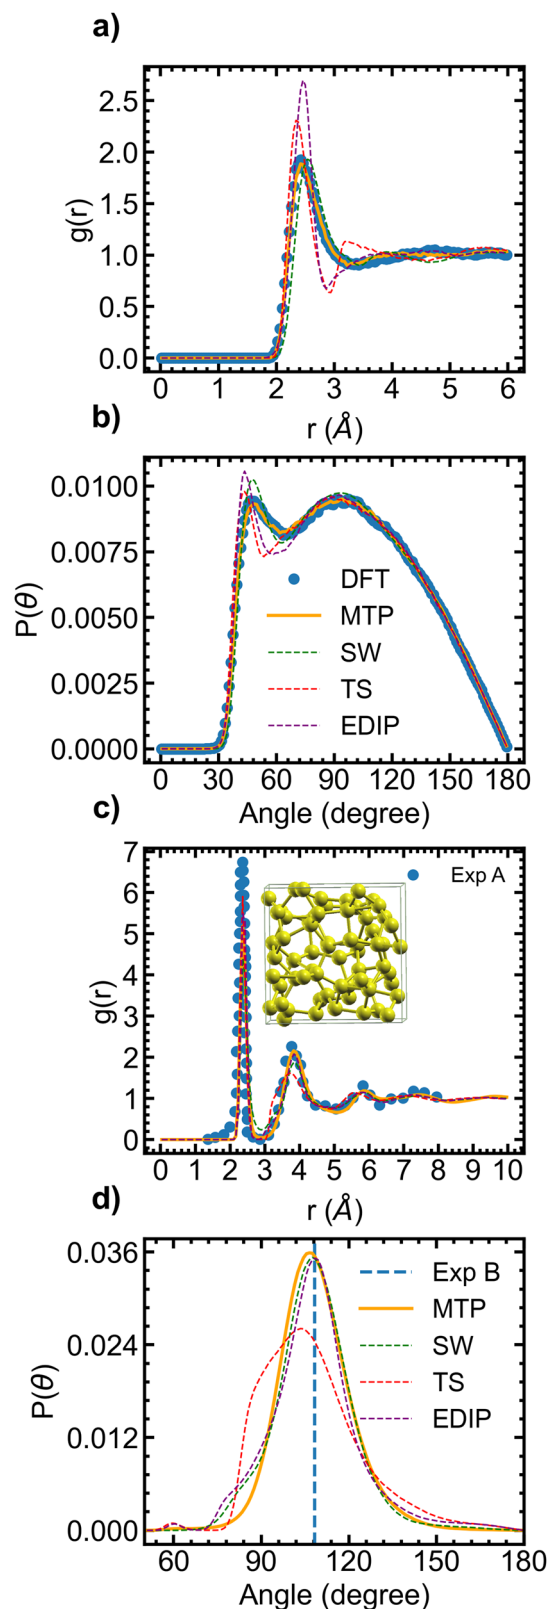 a)
2.5
2.0
1.5
1.0
0.5
0.0
g(r)
0 1 2 3 4 5 6
r (Å)
b)
0.0100
0.0075
0.0050
0.0025
0.0000
P(θ)
DFT
MTP
SW
TS
EDIP
0 30 60 90 120 150 180
Angle (degree)
c)
7
6
5
4
3
2
1
0
g(r)
Exp A
0 1 2 3 4 5 6 7 8 9 10
r (Å)
d)
0.036
0.024
0.012
0.000
P(θ)
Exp B
MTP
SW
TS
EDIP
60 90 120 150 180
Angle (degree)